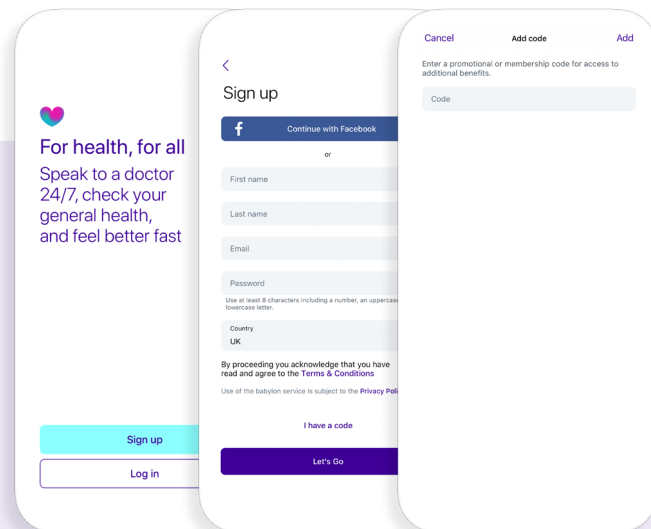 For health, for all
Speak to a doctor
24/7, check your
general health,
and feel better fast
Sign up
Log in
Sign up
f
Continue with Facebook
or
First name
Last name
Email
Password
Use at least 8 characters including a number, an uppercase
lowercase letter.
Country
UK
By proceeding you acknowledge that you have
read and agree to the Terms & Conditions
Use of the babylon service is subject to the Privacy Poli
I have a code
Let's Go
Cancel
Add code
Add
Enter a promotional or membership code for access to
additional benefits.
Code